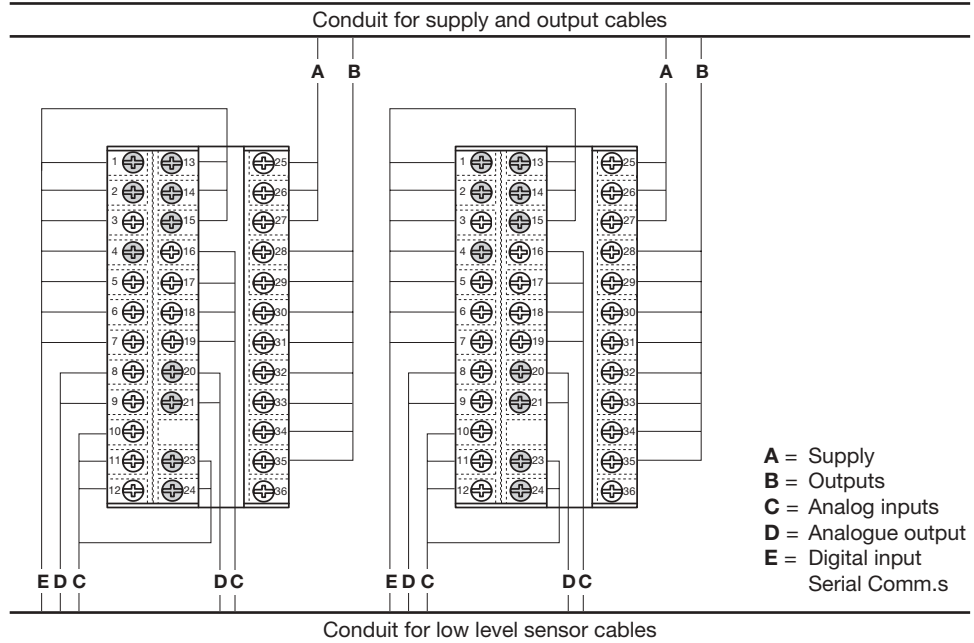 Conduit for supply and output cables
A B A B
1 13 25 1 13 25
2 14 26 2 14 26
3 15 27 3 15 27
4 16 28 4 16 28
5 17 29 5 17 29
6 18 30 6 18 30
7 19 31 7 19 31
8 20 32 8 20 32
9 21 33 9 21 33
10 34 10 34
11 23 35 11 23 35
12 24 36 12 24 36
A = Supply
B = Outputs
C = Analog inputs
D = Analogue output
E = Digital input
Serial Comm.s
E D C D C E D C D C
Conduit for low level sensor cables